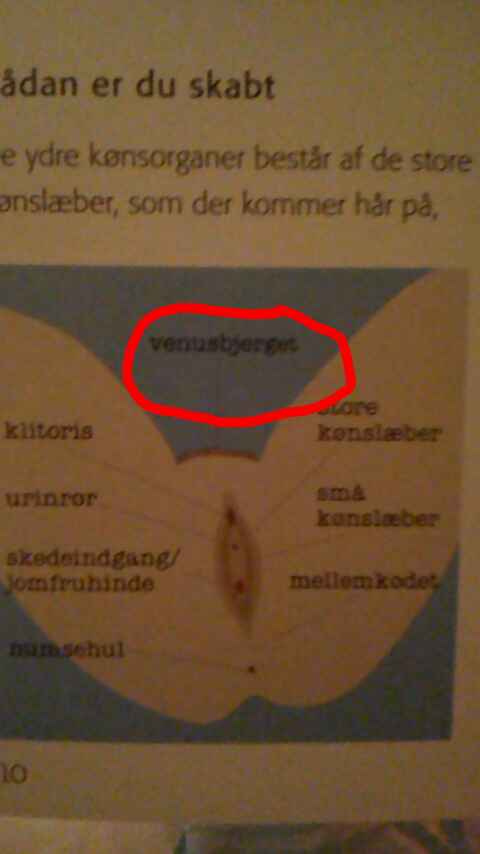 ådan er du skabt
e ydre kønsorganer består af de store
ønslæber, som der kommer hår på,
venusbjerget
klitoris
store
kønslæber
urinrør
små
kønslæber
skedeindgang/
jomfruhinde
mellemkødet
numsehul
10